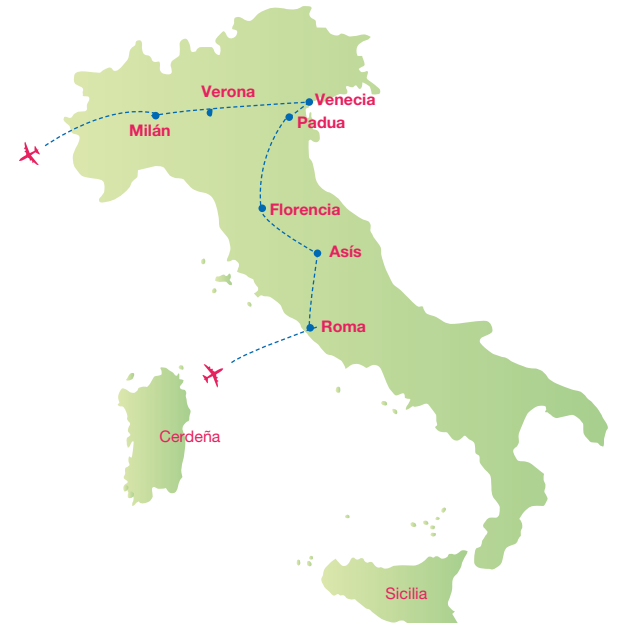 Verona
Venecia
Milán
Padua
Florencia
Asís
Roma
Cerdeña
Sicilia